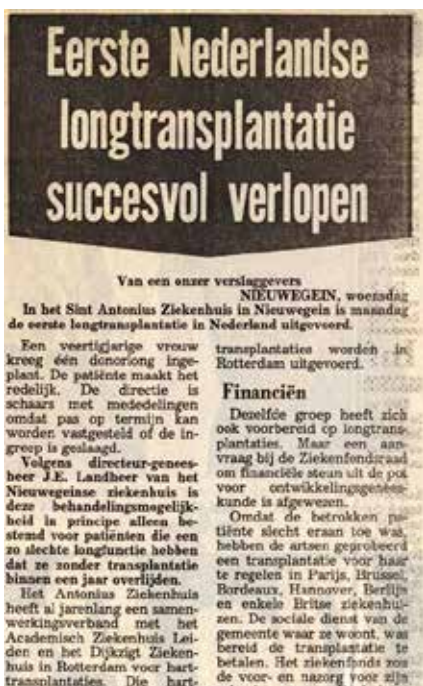 Eerste Nederlandse
longtransplantatie
succesvol verlopen
Van een onzer verslaggevers
NIEUWEGEIN, woensdag
In het Sint Antonius Ziekenhuis in Nieuwegein is maandag
de eerste longtransplantatie in Nederland uitgevoerd.
Een veertigjarige vrouw
kreeg één donorlong inge-
plant. De patiënte maakt het
redelijk. De directie is
schaars met mededelingen
omdat pas op termijn kan
worden vastgesteld of de in-
greep is geslaagd.
Volgens directeur-genees-
heer J.E. Landheer van het
Nieuwegeinse ziekenhuis is
deze behandelingsmogelijk-
heid in principe alleen be-
stemd voor patiënten die een
zo slechte longfunctie hebben
dat ze zonder transplantatie
binnen een jaar overlijden.
Het Antonius Ziekenhuis
heeft al jarenlang een samen-
werkingsverband met het
Academisch Ziekenhuis Lei-
den en het Dijkzigt Zieken-
huis in Rotterdam voor hart-
transplantaties. Die hart-
transplantaties worden in
Rotterdam uitgevoerd.
Financiën
Dezelfde groep heeft zich
ook voorbereid op longtrans-
plantaties. Maar een aan-
vraag bij de Ziekenfondsraad
om financiële steun uit de pot
voor ontwikkelingsgenees-
kunde is afgewezen.
Omdat de betrokken pa-
tiënte slecht eraan toe was,
hebben de artsen geprobeerd
een transplantatie voor haar
te regelen in Parijs, Brussel,
Bordeaux, Hannover, Berlijn
en enkele Britse ziekenhui-
zen. De sociale dienst van de
gemeente waar ze woont, was
bereid de transplantatie te
betalen. Het ziekenfonds zou
de voor- en nazorg voor zijn